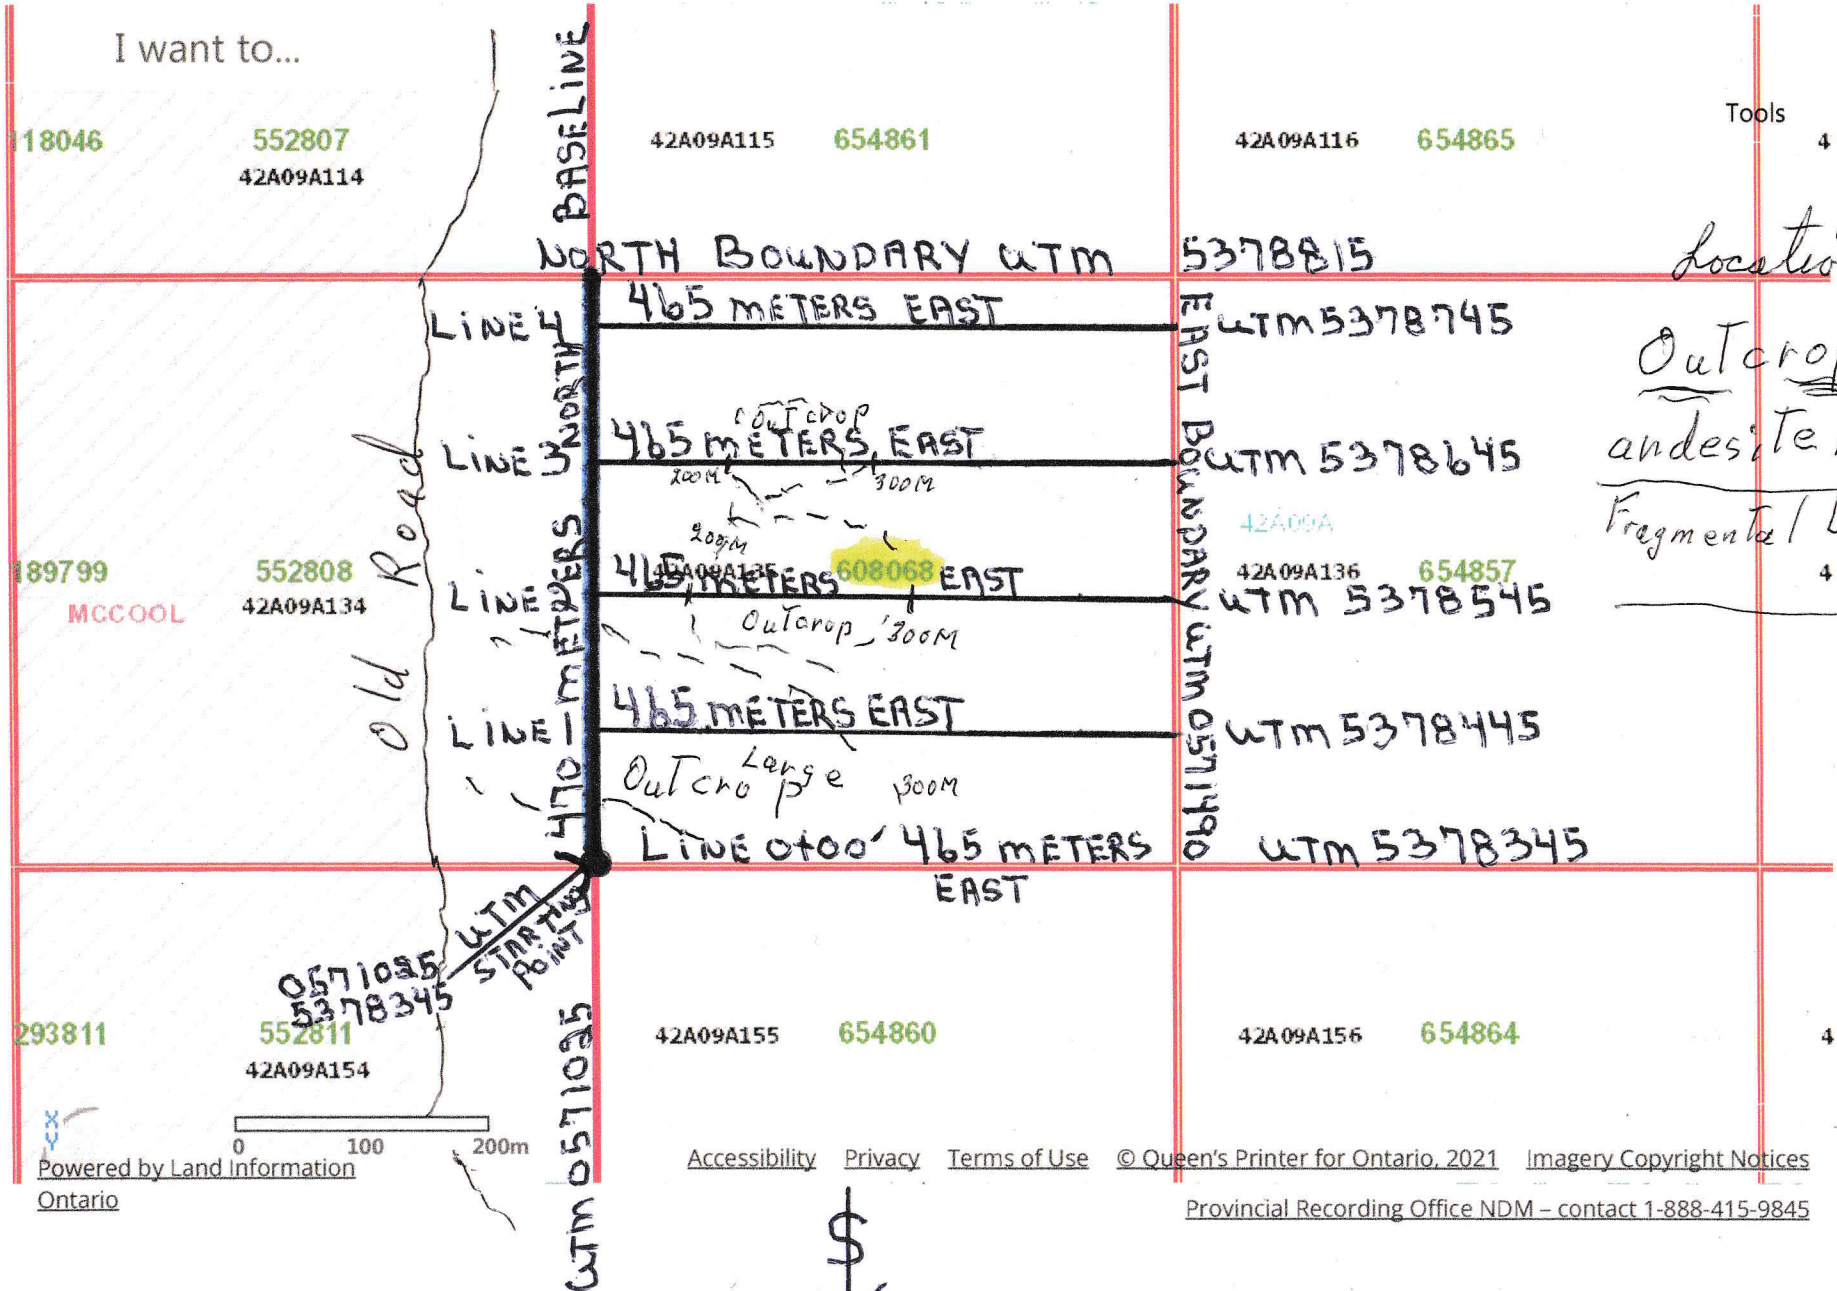 I want to...
Tools
118046
552807
42A09A114
BASELINE
42A09A115
654861
42A09A116
654865
4
NORTH BOUNDARY UTM 5378815
Locatio
LINE 4
465 METERS EAST
UTM 5378745
Outcrop
outcrop
LINE 3
465 METERS EAST
UTM 5378645
andesite
200M
300M
Fragmental
42A09A
200M
189799
552808
MCCOOL
42A09A134
LINE 2
42A09A135
608068
465 METERS EAST
42A09A136
654857
4
UTM 5378545
Outcrop
300M
LINE 1
465 METERS EAST
UTM 5378445
Large
Outcrop
300M
LINE 0+00 465 METERS
EAST
UTM 5378345
470 METERS NORTH
EAST BOUNDARY UTM 0571490
Old Road
UTM
STARTING
POINT
0571025
5378345
293811
552811
42A09A154
42A09A155
654860
42A09A156
654864
4
UTM 0571025
X
Y
0 100 200m
Powered by Land Information
Ontario
Accessibility Privacy Terms of Use © Queen's Printer for Ontario, 2021 Imagery Copyright Notices
Provincial Recording Office NDM – contact 1-888-415-9845
$